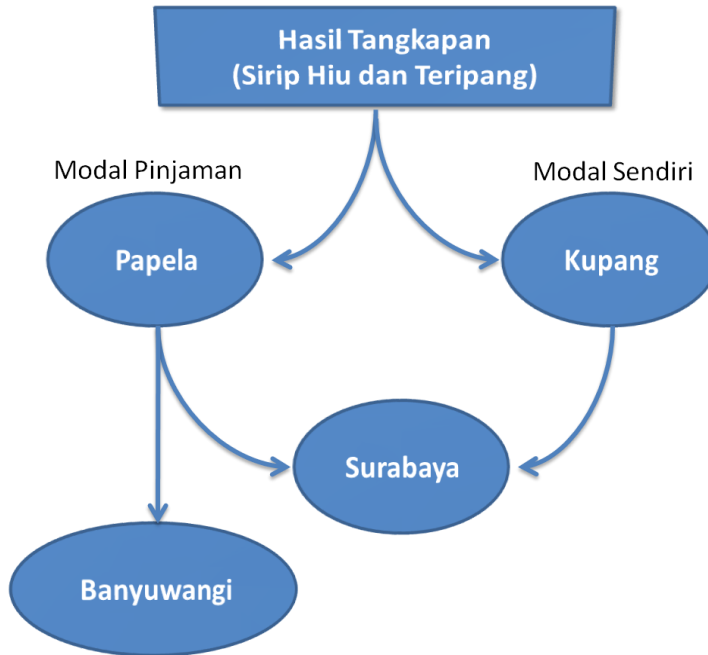 Hasil Tangkapan
(Sirip Hiu dan Teripang)
Modal Pinjaman
Modal Sendiri
Papela
Kupang
Surabaya
Banyuwangi